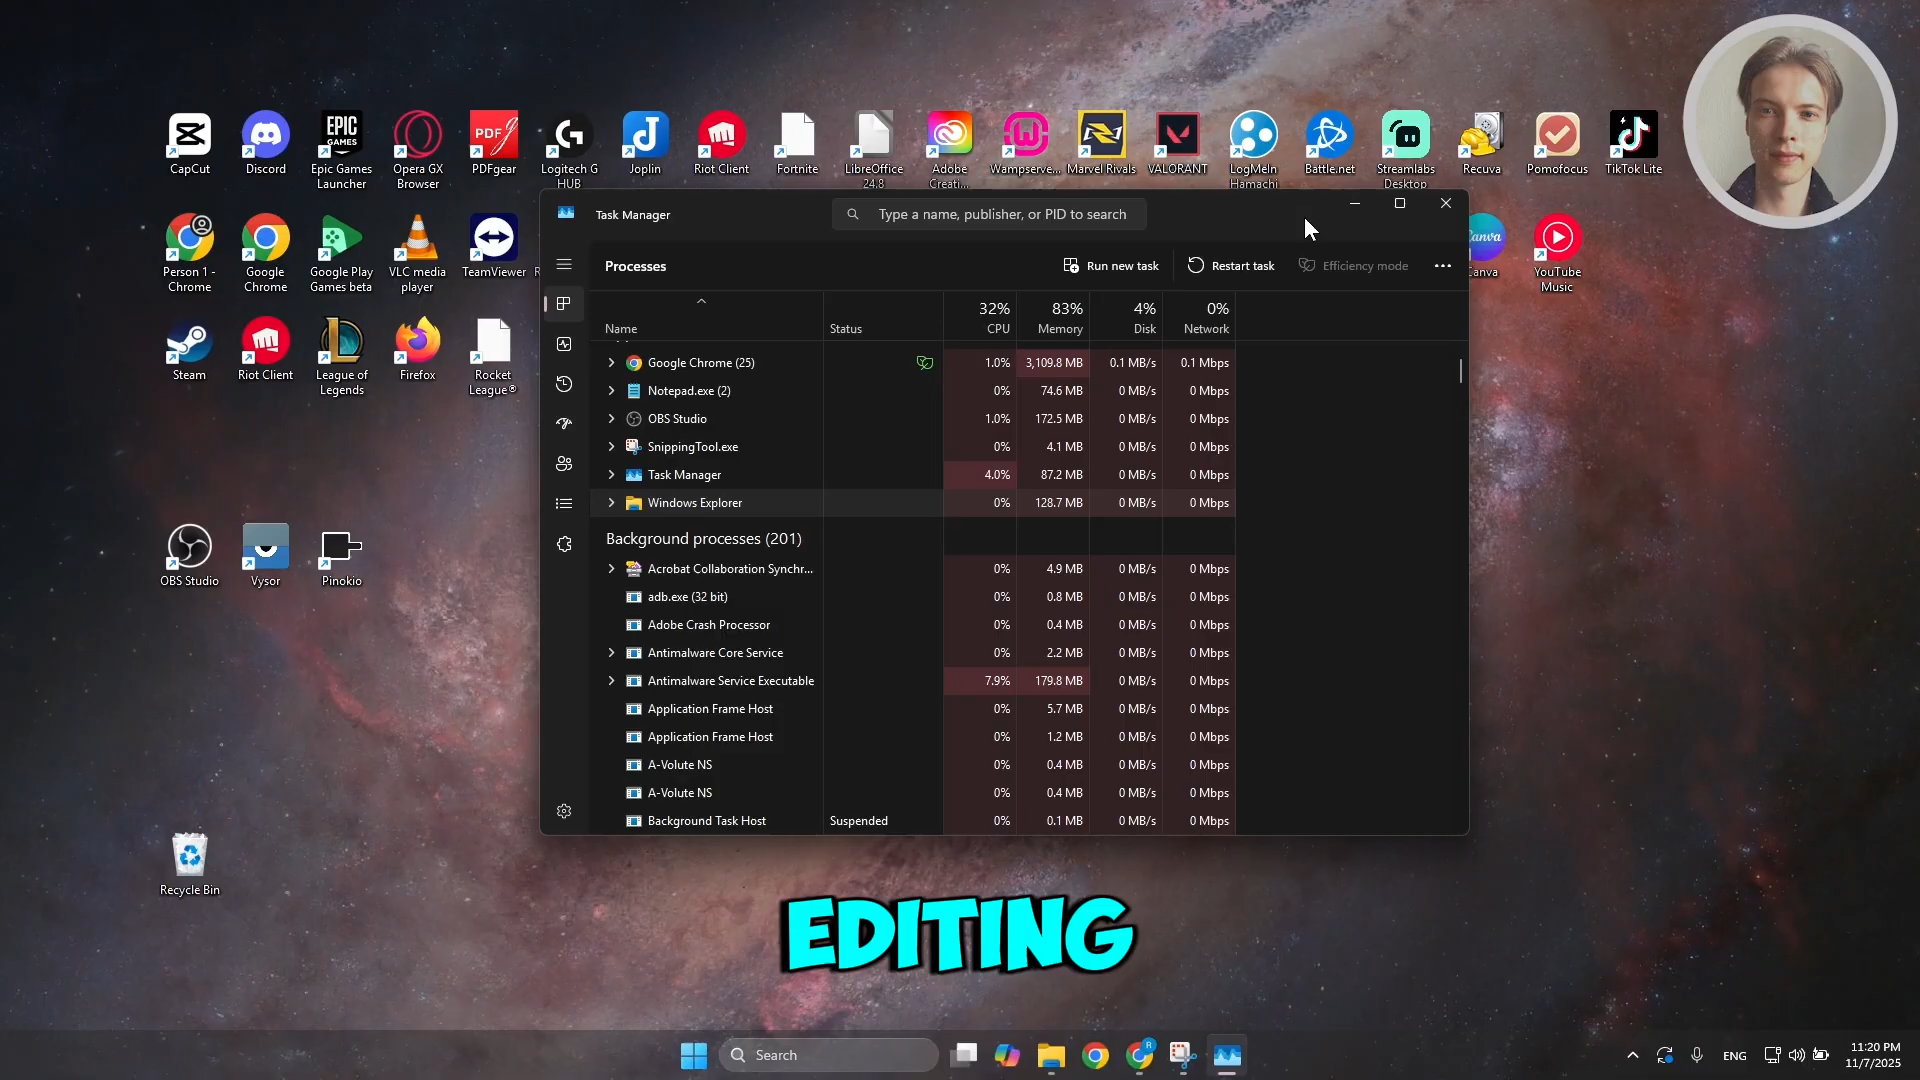 CapCut
Discord
EPIC GAMES
Epic Games Launcher
Opera GX Browser
PDF
PDFgear
Logitech G HUB
Joplin
Riot Client
Fortnite
LibreOffice 24.8
Adobe Creati...
Wampserve...
Marvel Rivals
VALORANT
LogMeIn Hamachi
Battle.net
Streamlabs Desktop
Recuva
Pomofocus
TikTok Lite
Person 1 - Chrome
Google Chrome
Google Play Games beta
VLC media player
TeamViewer
R
Canva
Canva
YouTube Music
Steam
Riot Client
League of Legends
Firefox
Rocket League®
OBS Studio
Vysor
Pinokio
Recycle Bin
Task Manager
Type a name, publisher, or PID to search
Processes
Run new task
Restart task
Efficiency mode
32% 83% 4% 0%
Name Status CPU Memory Disk Network
Google Chrome (25) 1.0% 3,109.8 MB 0.1 MB/s 0.1 Mbps
Notepad.exe (2) 0% 74.6 MB 0 MB/s 0 Mbps
OBS Studio 1.0% 172.5 MB 0 MB/s 0 Mbps
SnippingTool.exe 0% 4.1 MB 0 MB/s 0 Mbps
Task Manager 4.0% 87.2 MB 0 MB/s 0 Mbps
Windows Explorer 0% 128.7 MB 0 MB/s 0 Mbps
Background processes (201)
Acrobat Collaboration Synchr... 0% 4.9 MB 0 MB/s 0 Mbps
adb.exe (32 bit) 0% 0.8 MB 0 MB/s 0 Mbps
Adobe Crash Processor 0% 0.4 MB 0 MB/s 0 Mbps
Antimalware Core Service 0% 2.2 MB 0 MB/s 0 Mbps
Antimalware Service Executable 7.9% 179.8 MB 0 MB/s 0 Mbps
Application Frame Host 0% 5.7 MB 0 MB/s 0 Mbps
Application Frame Host 0% 1.2 MB 0 MB/s 0 Mbps
A-Volute NS 0% 0.4 MB 0 MB/s 0 Mbps
A-Volute NS 0% 0.4 MB 0 MB/s 0 Mbps
Background Task Host Suspended 0% 0.1 MB 0 MB/s 0 Mbps
EDITING
Search
R
ENG
11:20 PM
11/7/2025